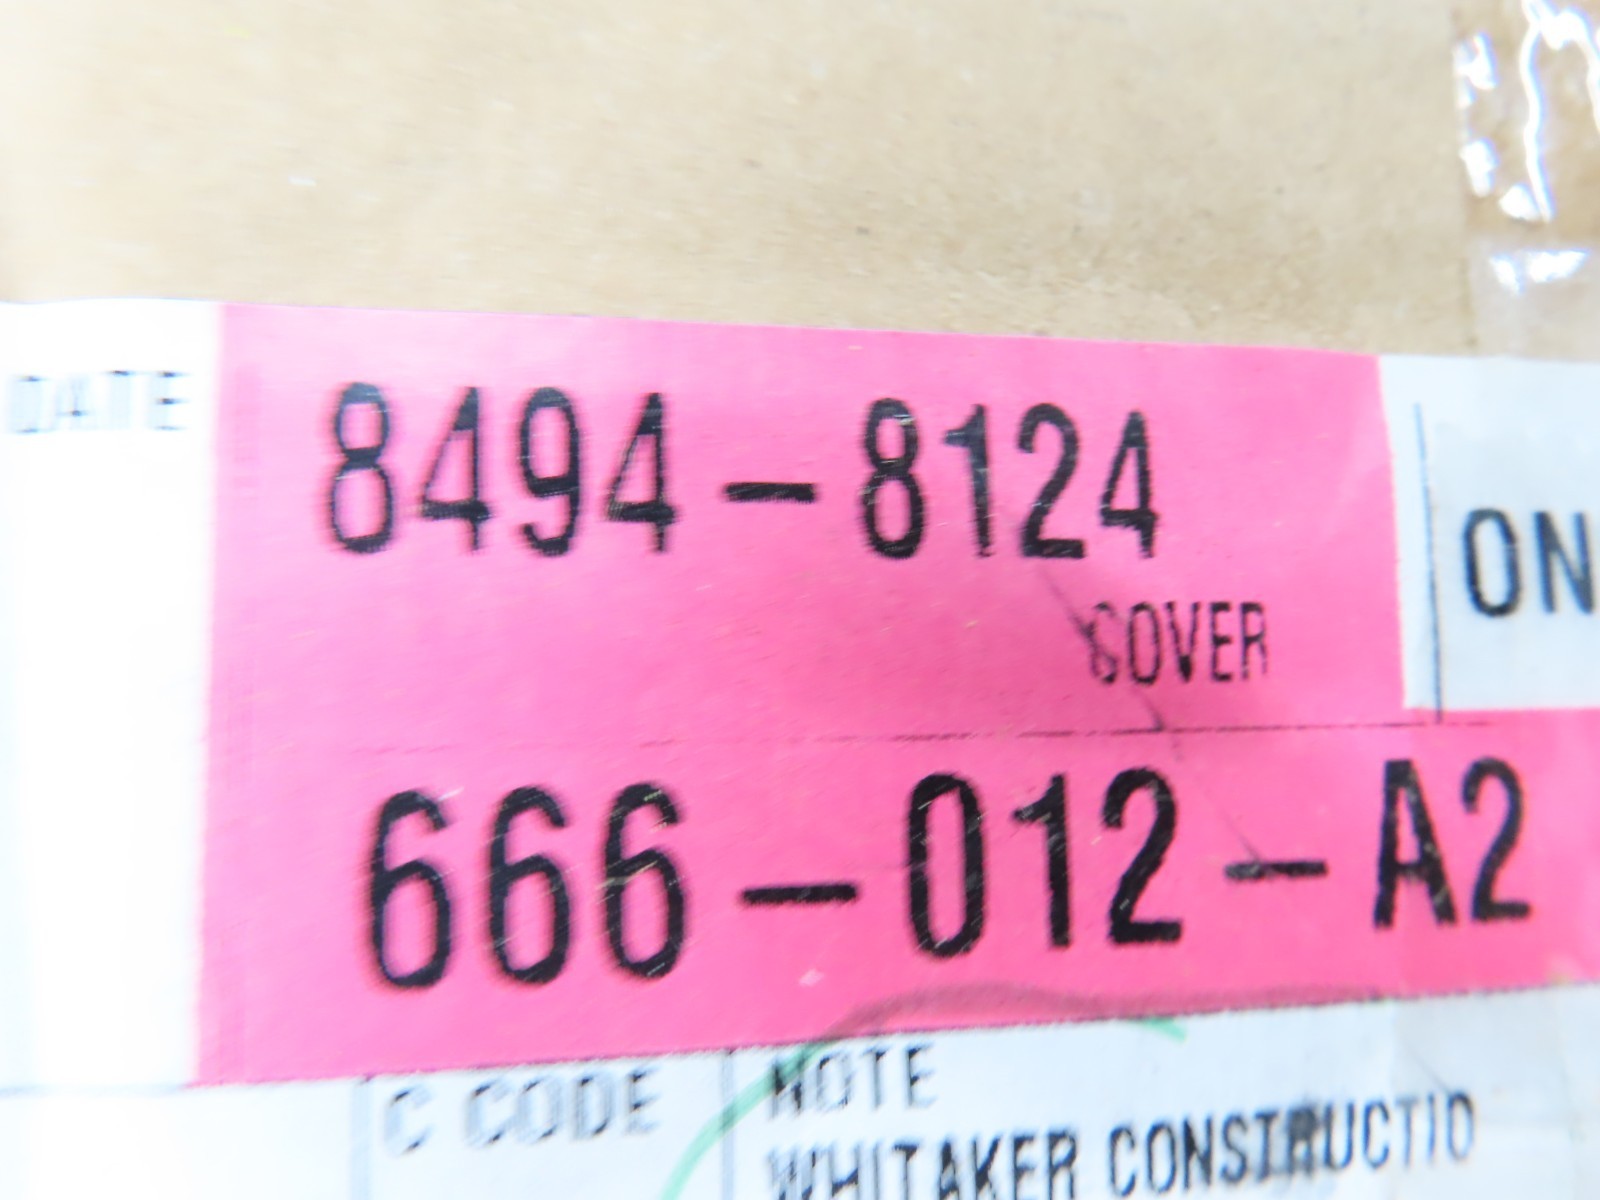 DATE
8494-8124
ON
COVER
666-012-A2
C CODE
NOTE
WHITAKER CONSTRUCTIO